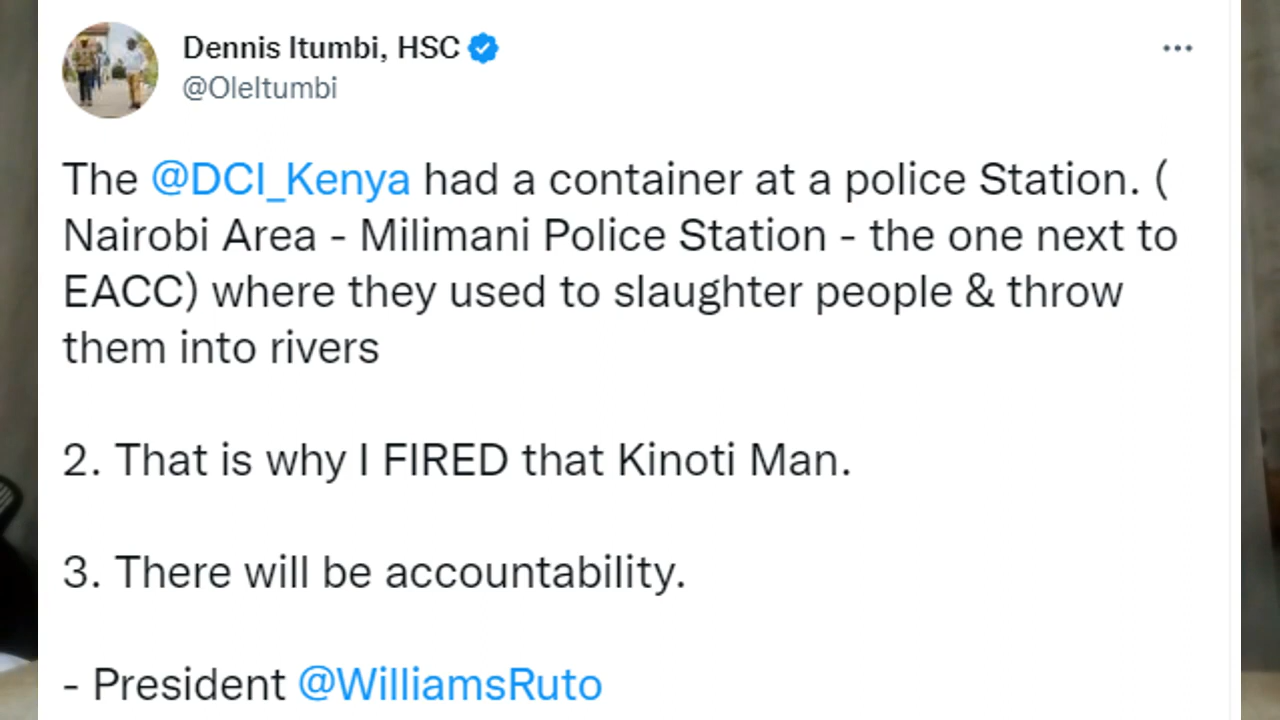 Dennis Itumbi, HSC
@OleItumbi
The @DCI_Kenya had a container at a police Station. (
Nairobi Area - Milimani Police Station - the one next to
EACC) where they used to slaughter people & throw
them into rivers
2. That is why I FIRED that Kinoti Man.
3. There will be accountability.
- President @WilliamsRuto